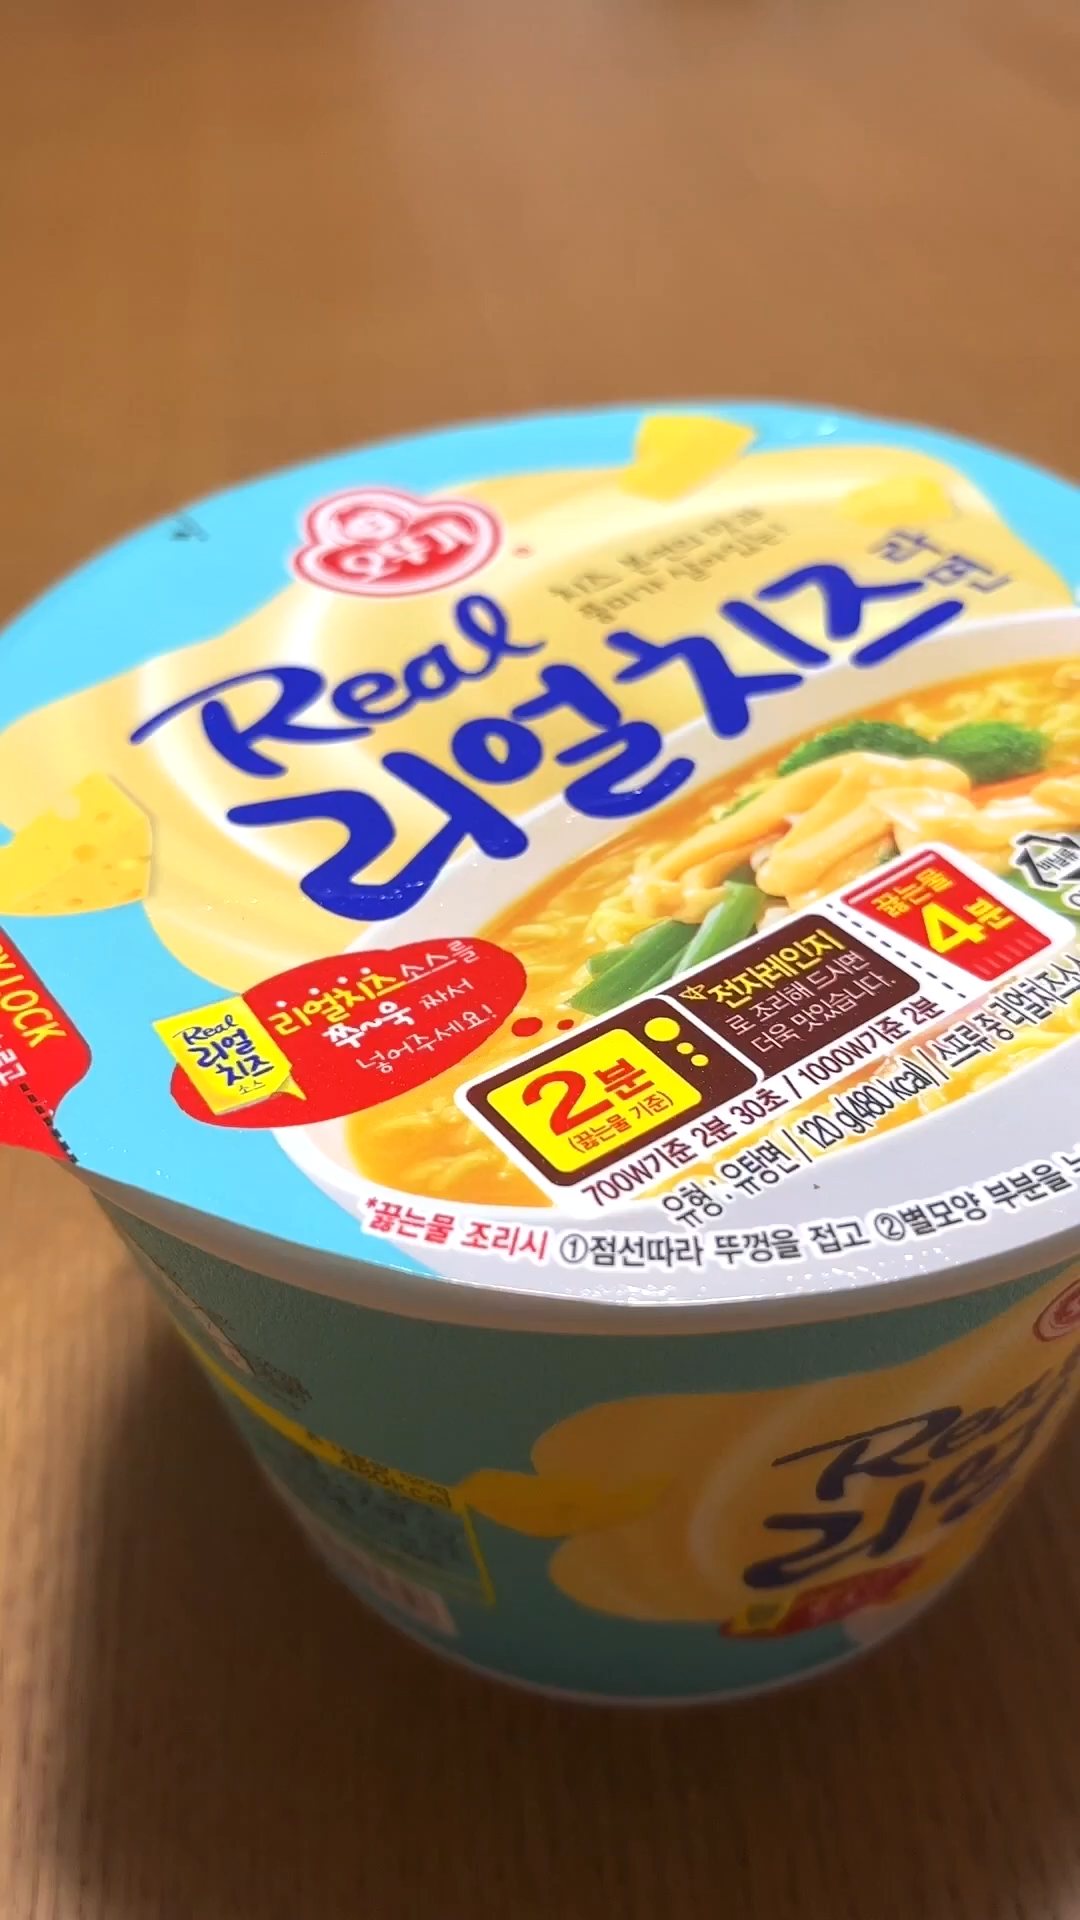 오뚜기
치즈 본연의 맛과
풍미가 살아있는!
Real
리얼치즈
라면
LOCK
Real
리얼
치즈
소스
리얼치즈소스를
쭈~욱 짜서
넣어주세요!
2분
(끓는물 기준)
전자레인지
로 조리해 드시면
더욱 맛있습니다.
끓는물
4분
비닐류
700W기준 2분 30초 / 1000W기준 2분
유형 : 유탕면 / 120 g(480 kcal) / 스프류 중 리얼치즈
*끓는물 조리시 ①점선따라 뚜껑을 접고 ②별모양 부분을
Real
리얼